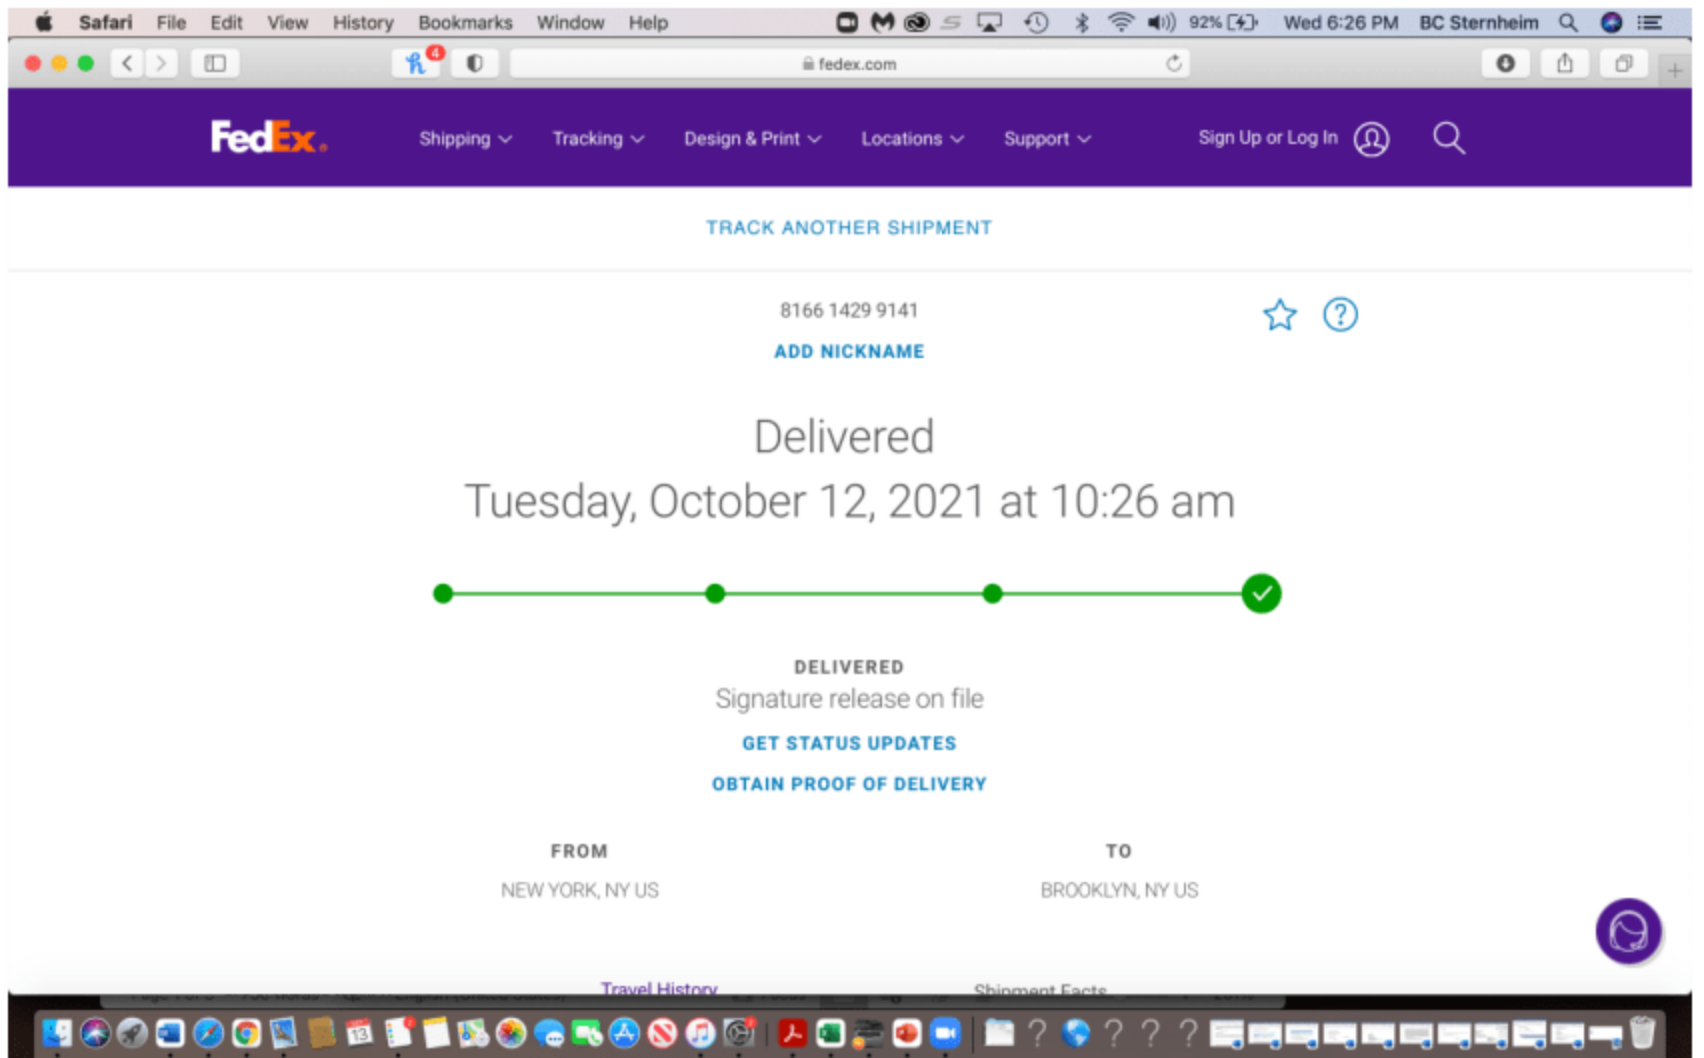 Safari File Edit View History Bookmarks Window Help 92% Wed 6:26 PM BC Sternheim
4 fedex.com
FedEx® Shipping Tracking Design & Print Locations Support Sign Up or Log In
TRACK ANOTHER SHIPMENT
8166 1429 9141
ADD NICKNAME
Delivered
Tuesday, October 12, 2021 at 10:26 am
DELIVERED
Signature release on file
GET STATUS UPDATES
OBTAIN PROOF OF DELIVERY
FROM TO
NEW YORK, NY US BROOKLYN, NY US
Travel History Shipment Facts
13